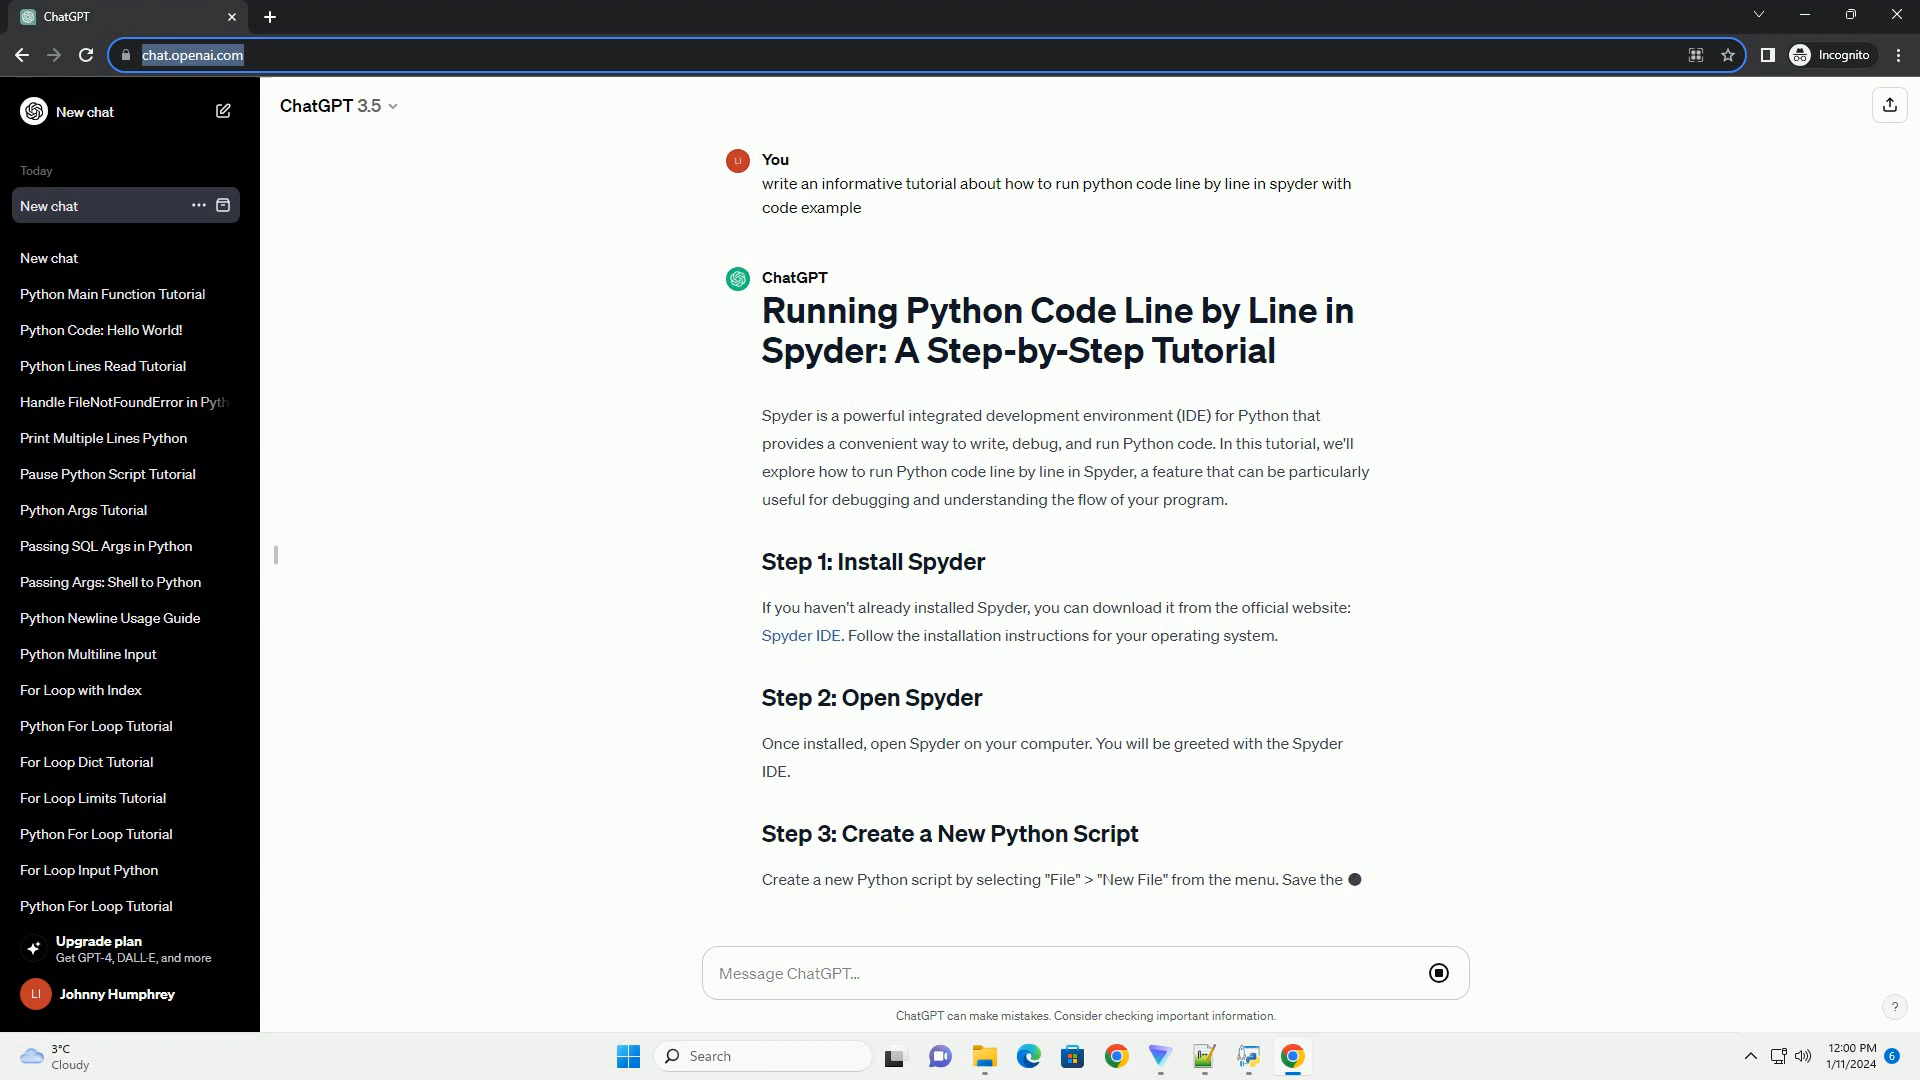 ChatGPT
chat.openai.com
Incognito
New chat
Today
New chat
New chat
Python Main Function Tutorial
Python Code: Hello World!
Python Lines Read Tutorial
Handle FileNotFoundError in Pyth
Print Multiple Lines Python
Pause Python Script Tutorial
Python Args Tutorial
Passing SQL Args in Python
Passing Args: Shell to Python
Python Newline Usage Guide
Python Multiline Input
For Loop with Index
Python For Loop Tutorial
For Loop Dict Tutorial
For Loop Limits Tutorial
Python For Loop Tutorial
For Loop Input Python
Python For Loop Tutorial
Upgrade plan
Get GPT-4, DALL·E, and more
LI Johnny Humphrey
ChatGPT 3.5
LI You
write an informative tutorial about how to run python code line by line in spyder with
code example
ChatGPT
Running Python Code Line by Line in
Spyder: A Step-by-Step Tutorial
Spyder is a powerful integrated development environment (IDE) for Python that
provides a convenient way to write, debug, and run Python code. In this tutorial, we'll
explore how to run Python code line by line in Spyder, a feature that can be particularly
useful for debugging and understanding the flow of your program.
Step 1: Install Spyder
If you haven't already installed Spyder, you can download it from the official website:
Spyder IDE. Follow the installation instructions for your operating system.
Step 2: Open Spyder
Once installed, open Spyder on your computer. You will be greeted with the Spyder
IDE.
Step 3: Create a New Python Script
Create a new Python script by selecting "File" > "New File" from the menu. Save the
Message ChatGPT...
ChatGPT can make mistakes. Consider checking important information.
?
3°C
Cloudy
Search
12:00 PM
1/11/2024
6